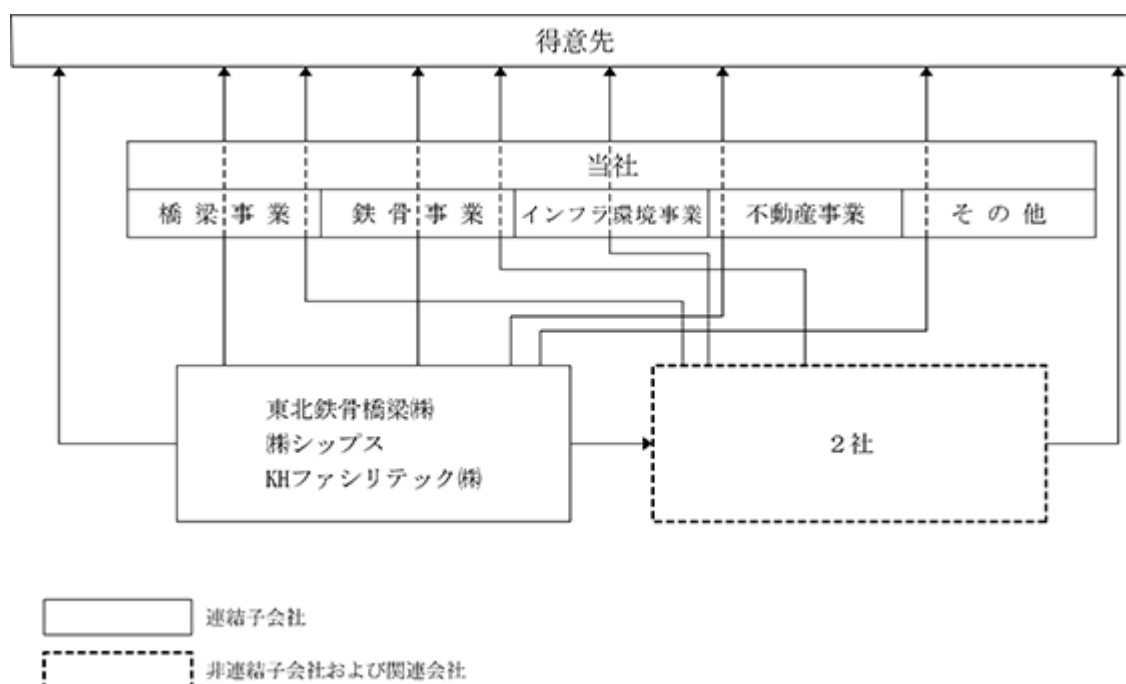 得意先
当社
橋梁事業
鉄骨事業
インフラ環境事業
不動産事業
その他
東北鉄骨橋梁㈱
㈱シップス
KHファシリテック㈱
2社
連結子会社
非連結子会社および関連会社